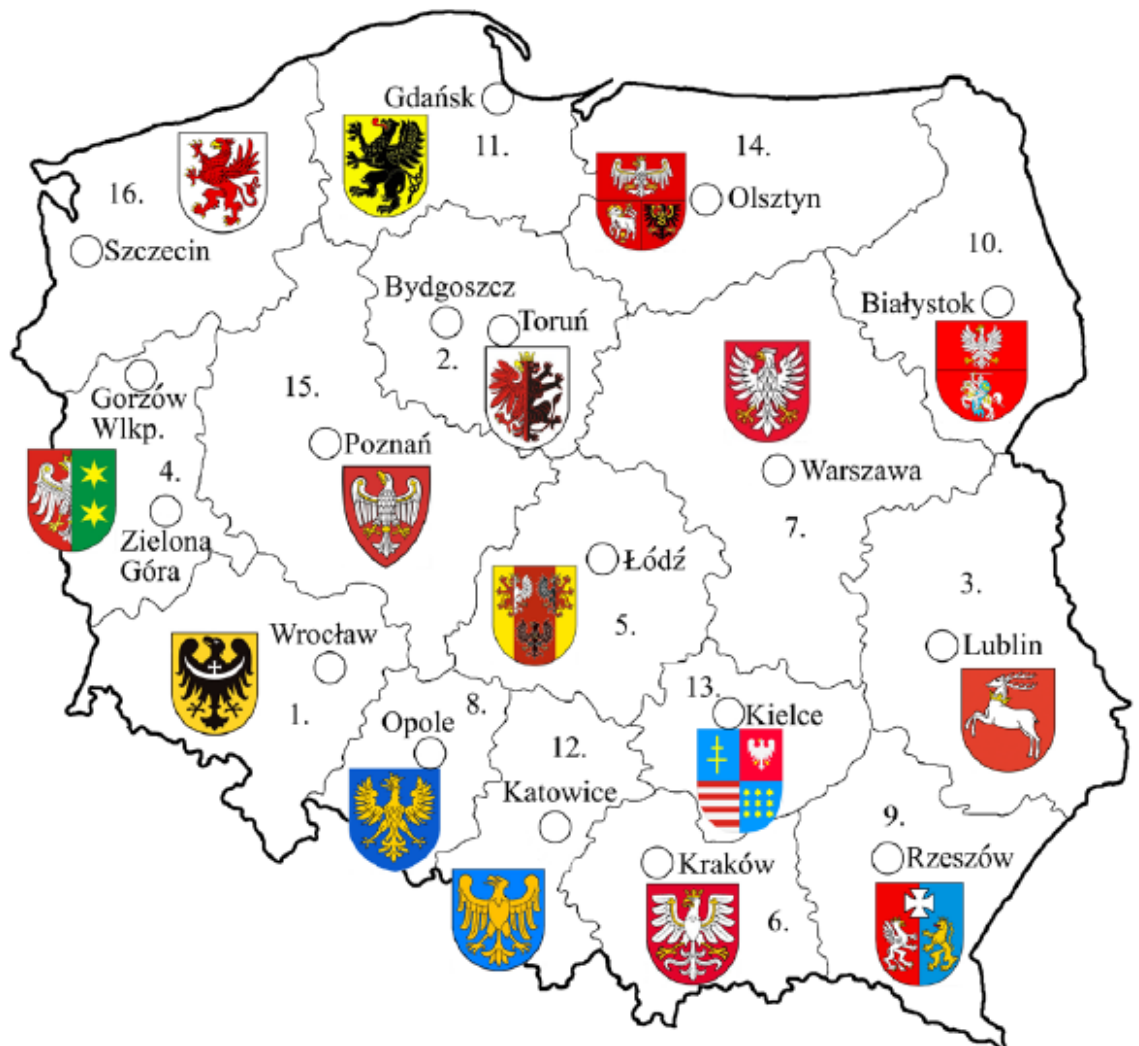 Gdańsk
11.
14.
16.
Olsztyn
Szczecin
10.
Bydgoszcz
Białystok
Toruń
2.
Gorzów
Wlkp.
15.
Poznań
4.
Warszawa
Zielona
Góra
7.
Łódź
3.
5.
Wrocław
Lublin
13.
8.
Kielce
1.
Opole
12.
Katowice
9.
Kraków
Rzeszów
6.